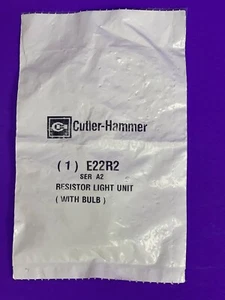 Cutler-Hammer
(1) E22R2
SER A2
RESISTOR LIGHT UNIT
(WITH BULB)